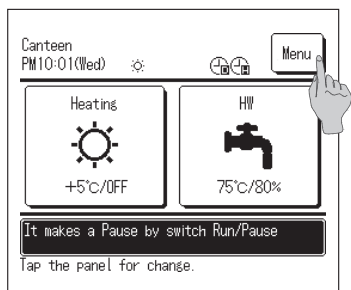 Canteen
PM10:01(Wed)
Menu
Heating
HW
+5℃/OFF
75℃/80%
It makes a Pause by switch Run/Pause
Tap the panel for change.